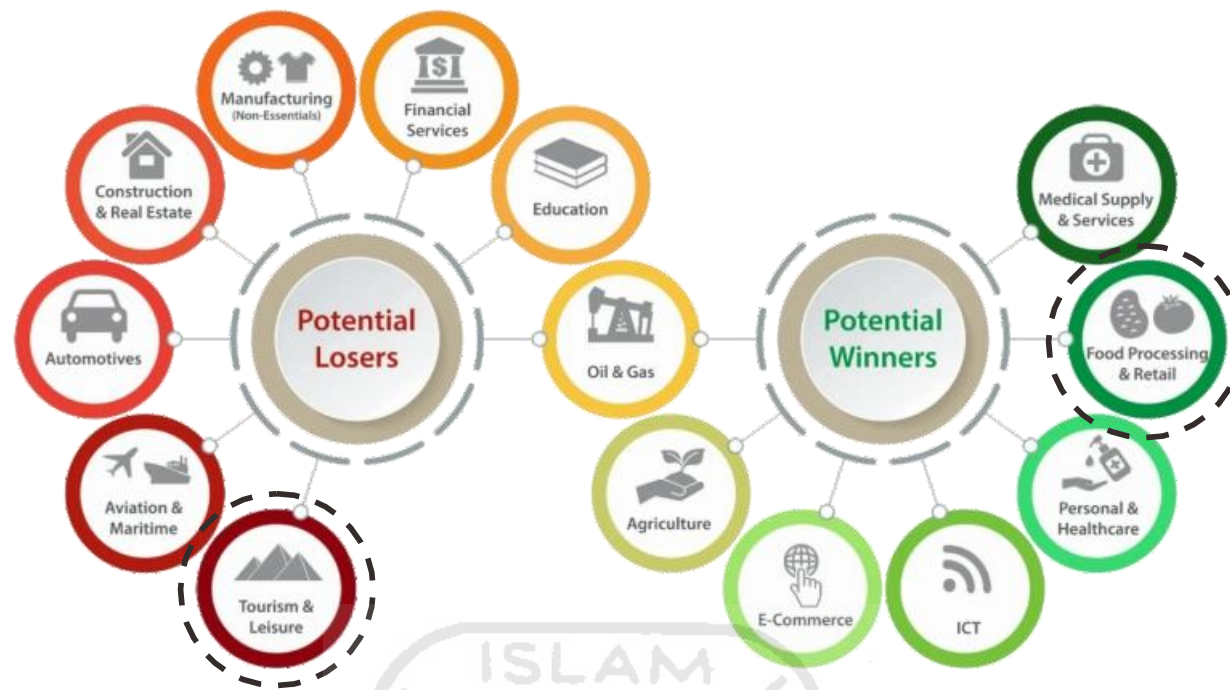 Manufacturing
(Non-Essentials)
Financial
Services
Construction
& Real Estate
Education
Medical Supply
& Services
Automotives
Potential
Losers
Oil & Gas
Potential
Winners
Food Processing
& Retail
Aviation &
Maritime
Agriculture
Personal &
Healthcare
Tourism &
Leisure
E-Commerce
ICT
ISLAM